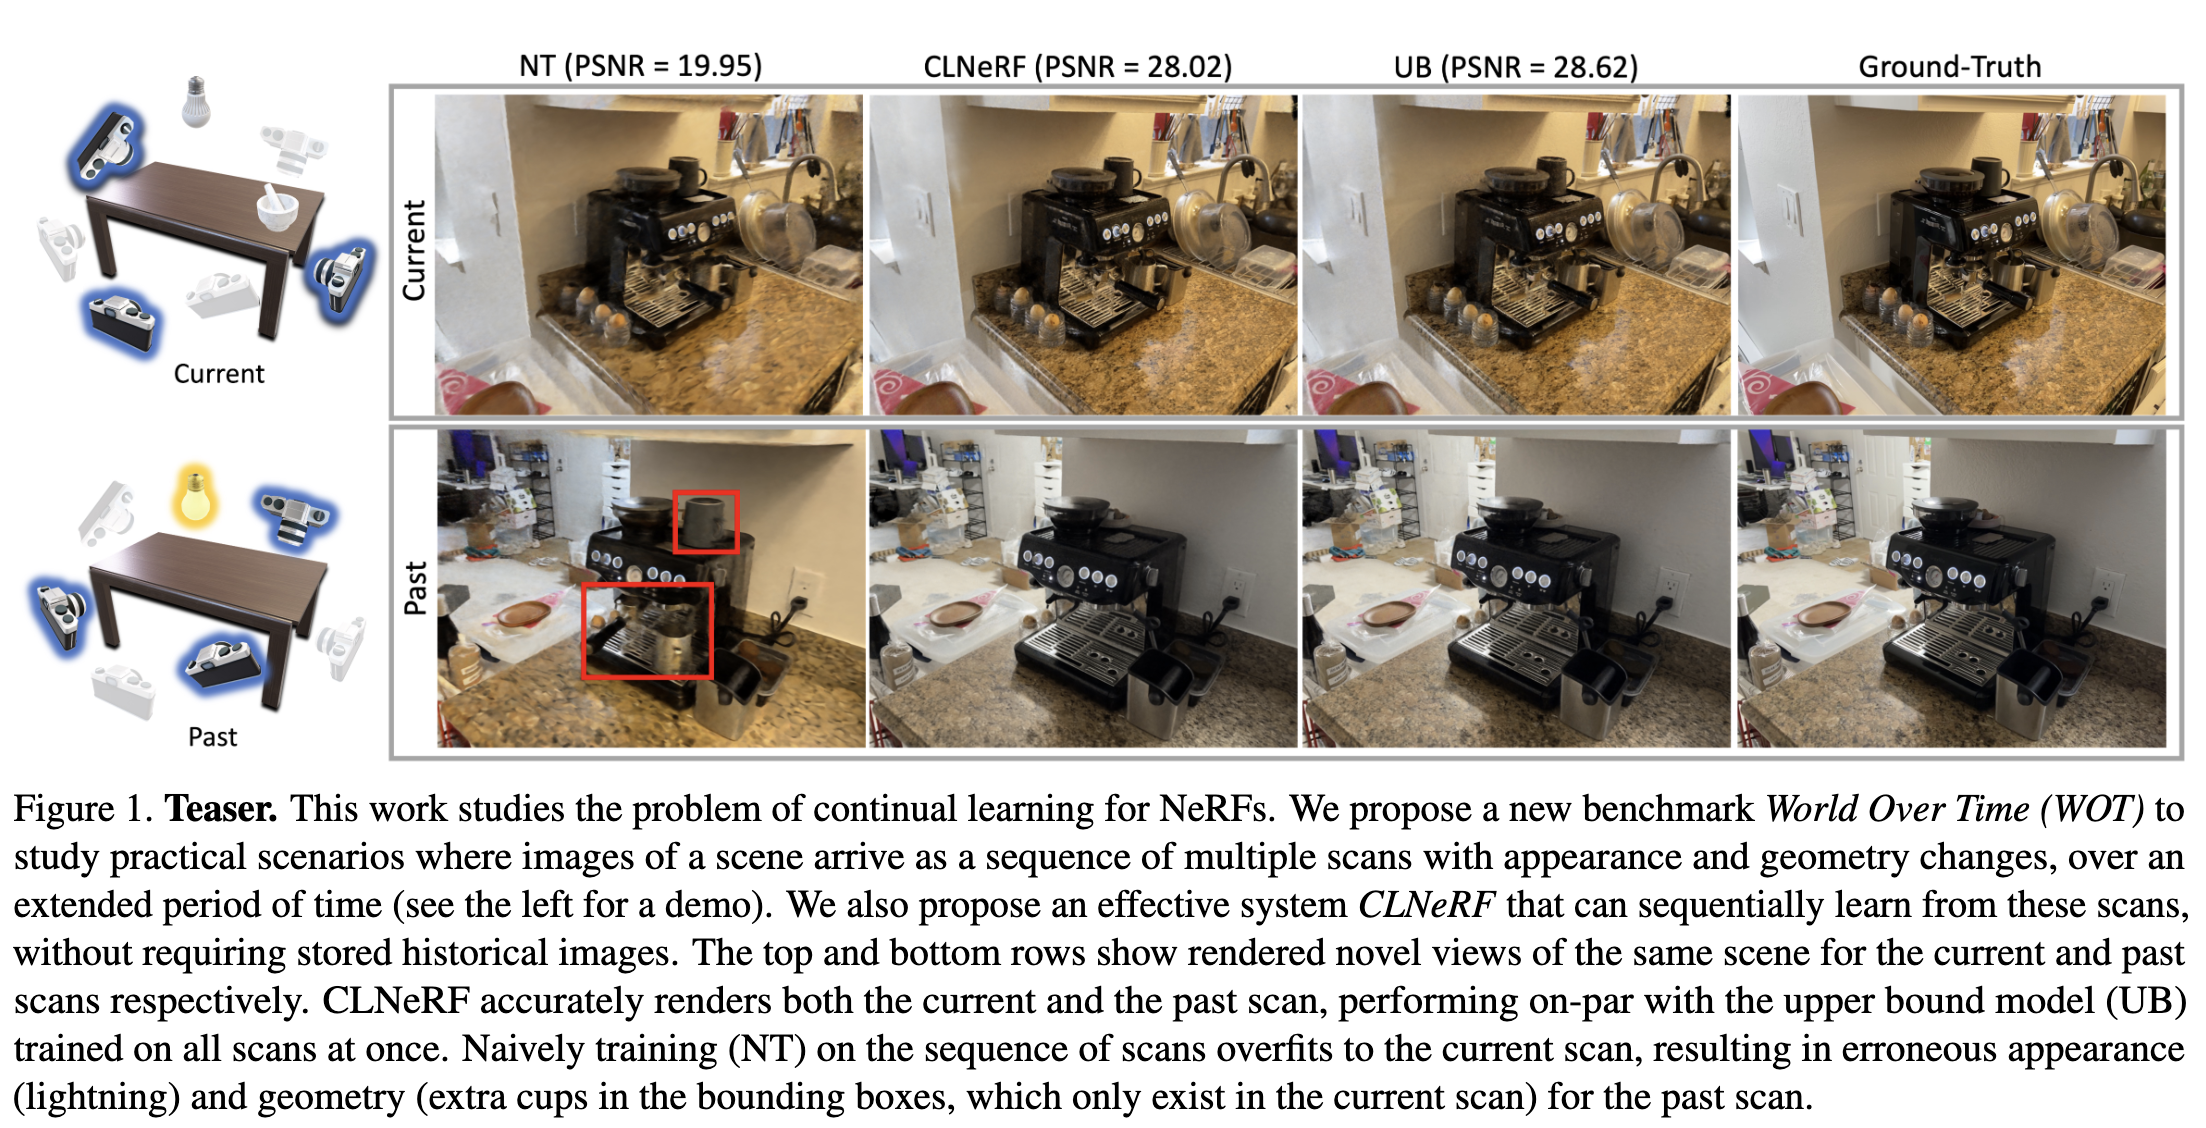 NT (PSNR = 19.95) CLNeRF (PSNR = 28.02) UB (PSNR = 28.62) Ground-Truth
Current
Current
Past
Past
Figure 1. Teaser. This work studies the problem of continual learning for NeRFs. We propose a new benchmark World Over Time (WOT) to
study practical scenarios where images of a scene arrive as a sequence of multiple scans with appearance and geometry changes, over an
extended period of time (see the left for a demo). We also propose an effective system CLNeRF that can sequentially learn from these scans,
without requiring stored historical images. The top and bottom rows show rendered novel views of the same scene for the current and past
scans respectively. CLNeRF accurately renders both the current and the past scan, performing on-par with the upper bound model (UB)
trained on all scans at once. Naively training (NT) on the sequence of scans overfits to the current scan, resulting in erroneous appearance
(lightning) and geometry (extra cups in the bounding boxes, which only exist in the current scan) for the past scan.